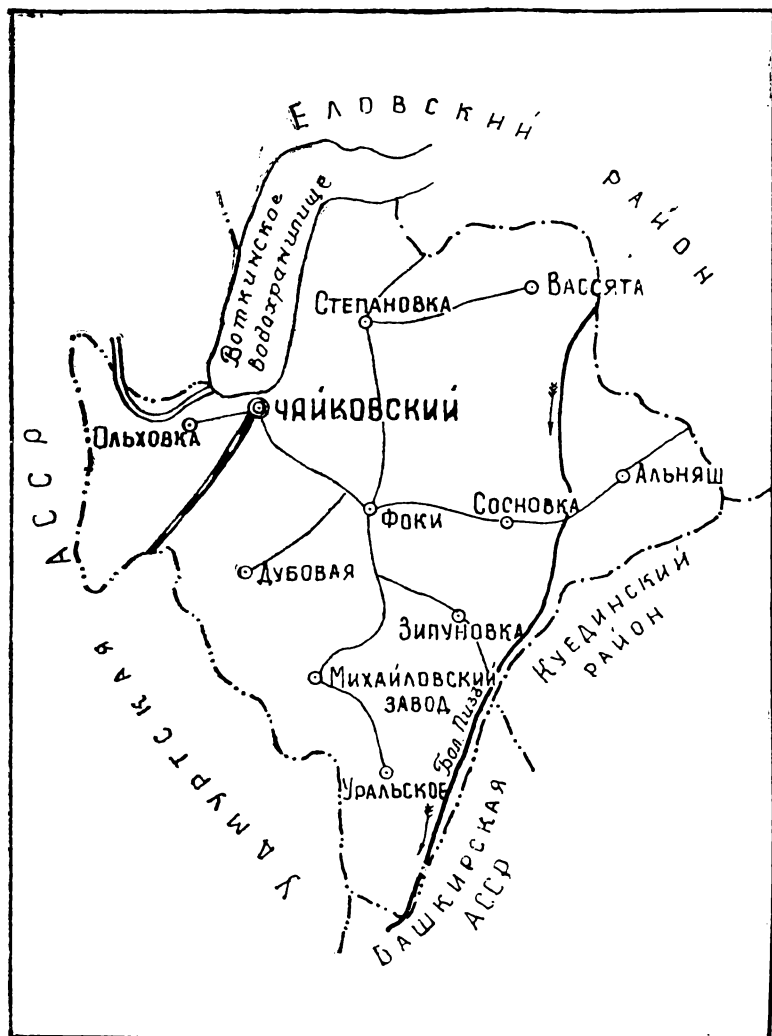 Еловский район
Воткинское
водохранилище
Степановка
Вассята
Чайковский
Ольховка
Альняш
Сосновка
Фоки
Дубовая
Зипуновка
Куединский
район
Михайловский
завод
Бол. Пизь
Уральское
Удмуртская АССР
Башкирская
АССР